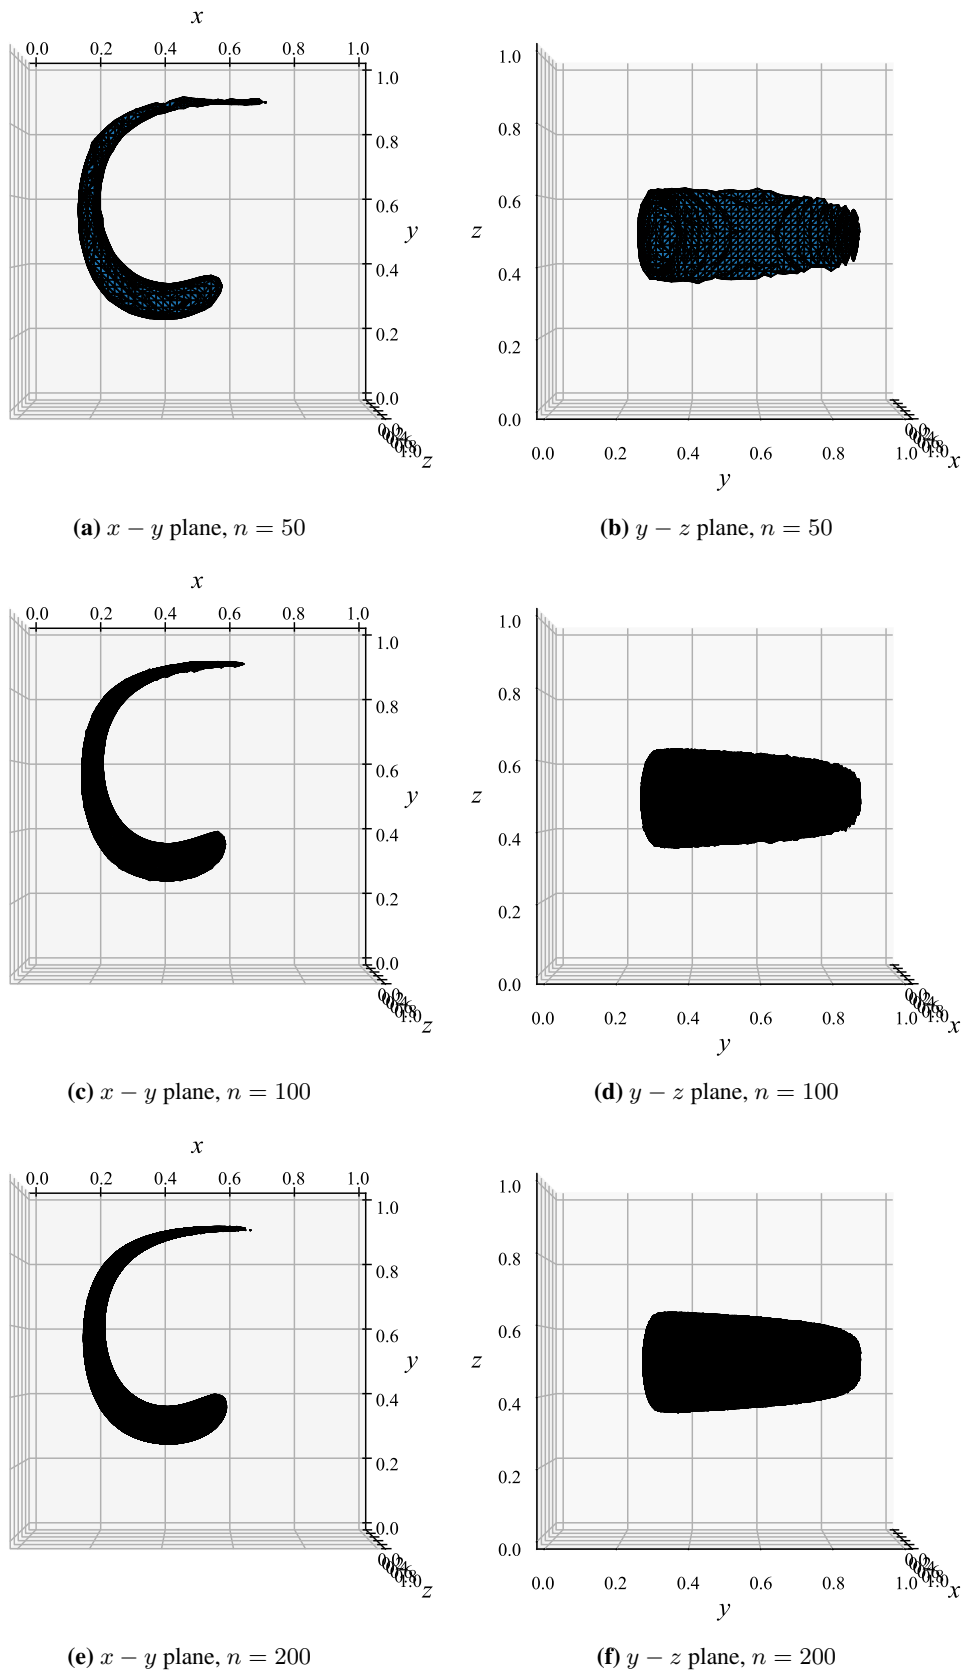 x
0.0 0.2 0.4 0.6 0.8 1.0
1.0
0.8
0.6
y
0.4
0.2
0.0
z
1.0
0.8
0.6
z
0.4
0.2
0.0
0.0 0.2 0.4 0.6 0.8 1.0
x
y
(a) x − y plane, n = 50
(b) y − z plane, n = 50
x
0.0 0.2 0.4 0.6 0.8 1.0
1.0
0.8
0.6
y
0.4
0.2
0.0
z
1.0
0.8
0.6
z
0.4
0.2
0.0
0.0 0.2 0.4 0.6 0.8 1.0
x
y
(c) x − y plane, n = 100
(d) y − z plane, n = 100
x
0.0 0.2 0.4 0.6 0.8 1.0
1.0
0.8
0.6
y
0.4
0.2
0.0
z
1.0
0.8
0.6
z
0.4
0.2
0.0
0.0 0.2 0.4 0.6 0.8 1.0
x
y
(e) x − y plane, n = 200
(f) y − z plane, n = 200